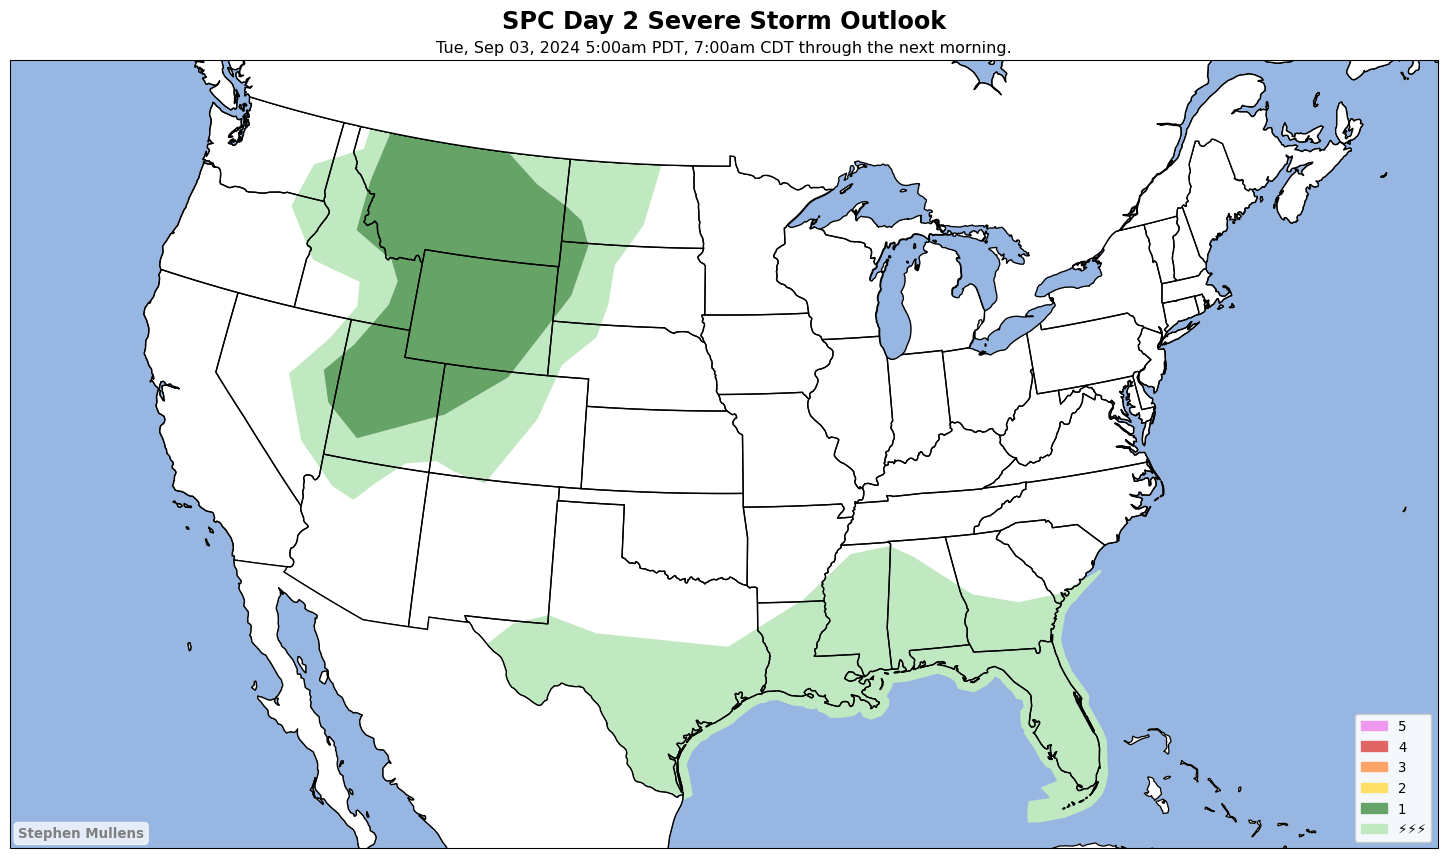 SPC Day 2 Severe Storm Outlook
Tue, Sep 03, 2024 5:00am PDT, 7:00am CDT through the next morning.
5
4
3
2
1
⚡⚡⚡
Stephen Mullens